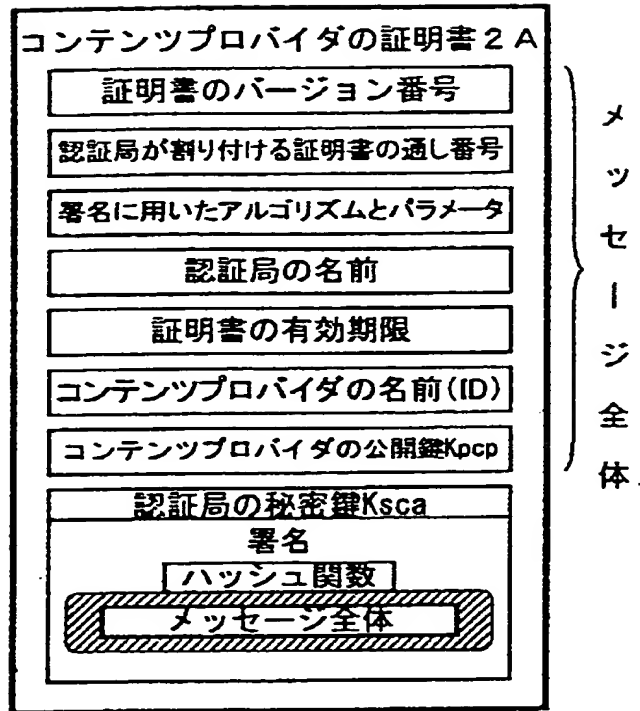 コンテンツプロバイダの証明書2A
証明書のバージョン番号
認証局が割り付ける証明書の通し番号
署名に用いたアルゴリズムとパラメータ
認証局の名前
証明書の有効期限
コンテンツプロバイダの名前(ID)
コンテンツプロバイダの公開鍵Kpcp
認証局の秘密鍵Ksca
署名
ハッシュ関数
メッセージ全体
メッセージ全体